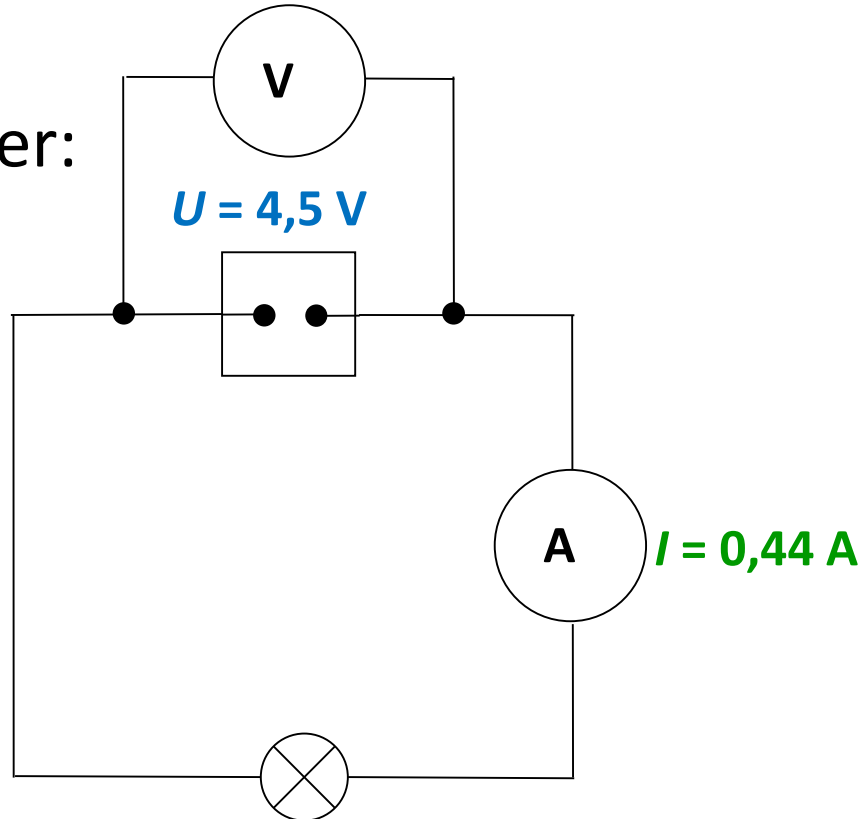 V
er:
U = 4,5 V
A
I = 0,44 A